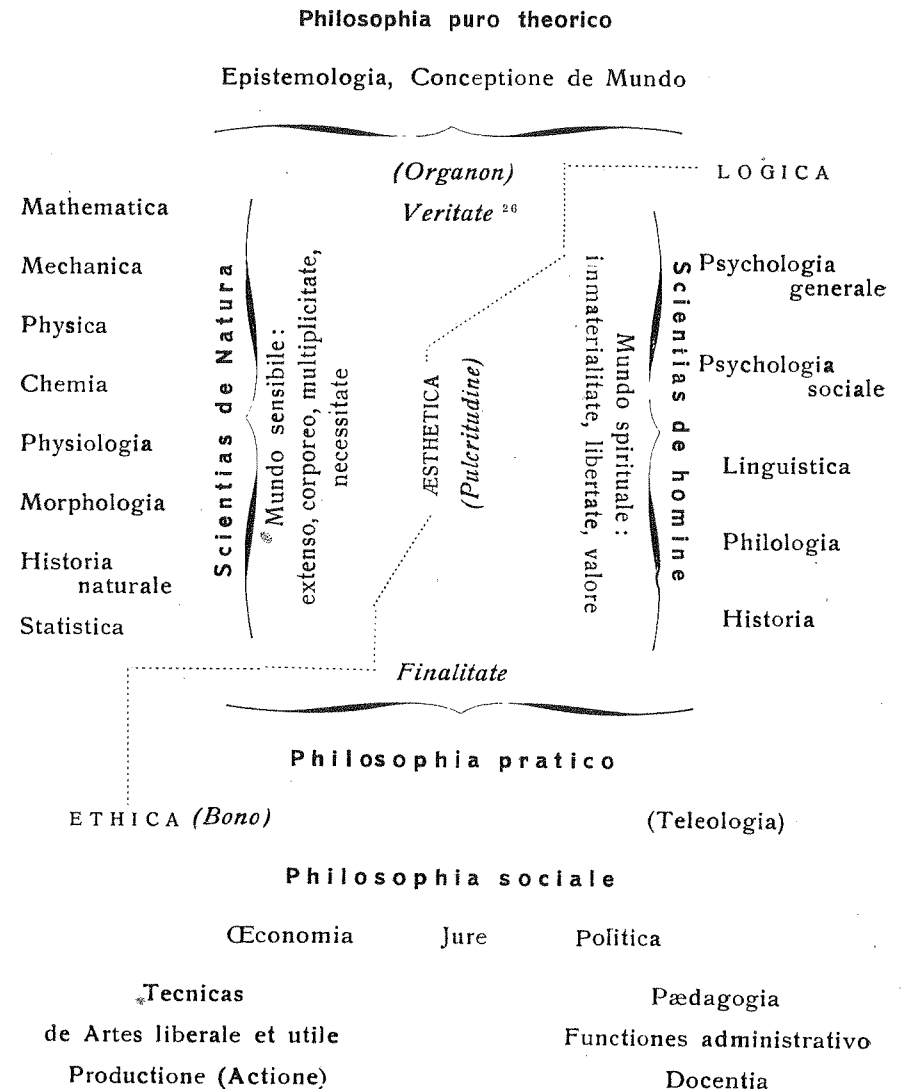 Philosophia puro theorico
Epistemologia, Conceptione de Mundo
(Organon)
LOGICA
Veritate 26
Mathematica
Mechanica
Physica
Chemia
Physiologia
Morphologia
Historia
naturale
Statistica
Scientias de Natura
Mundo sensibile:
extenso, corporeo, multiplicitate,
necessitate
ÆSTHETICA
(Pulcritudine)
Mundo spirituale:
immaterialitate, libertate, valore
Scientias de homine
Psychologia
generale
Psychologia
sociale
Linguistica
Philologia
Historia
Finalitate
Philosophia pratico
ETHICA (Bono)
(Teleologia)
Philosophia sociale
Œconomia Jure Politica
Tecnicas
de Artes liberale et utile
Productione (Actione)
Pædagogia
Functiones administrativo
Docentia